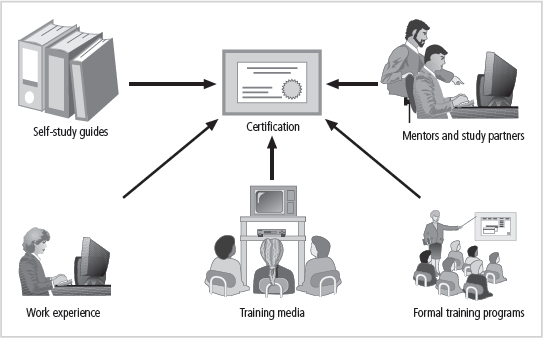 Self-study guides
Certification
Mentors and study partners
Work experience
Training media
Formal training programs